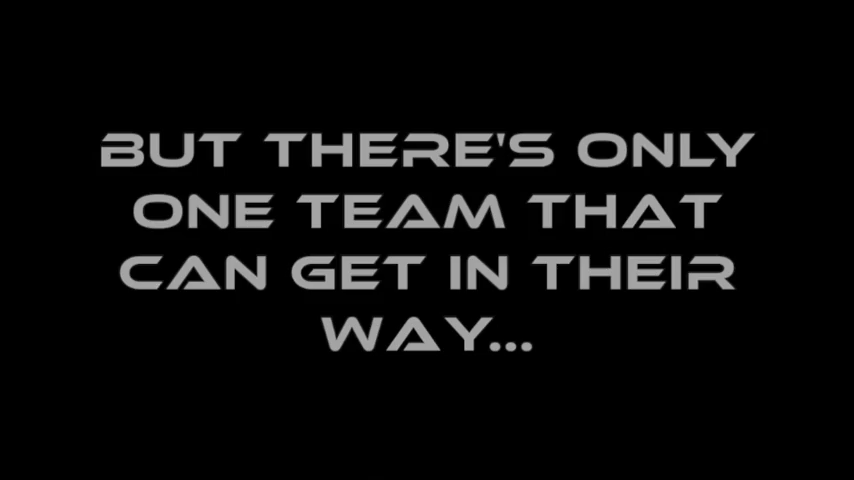 BUT THERE'S ONLY
ONE TEAM THAT
CAN GET IN THEIR
WAY...